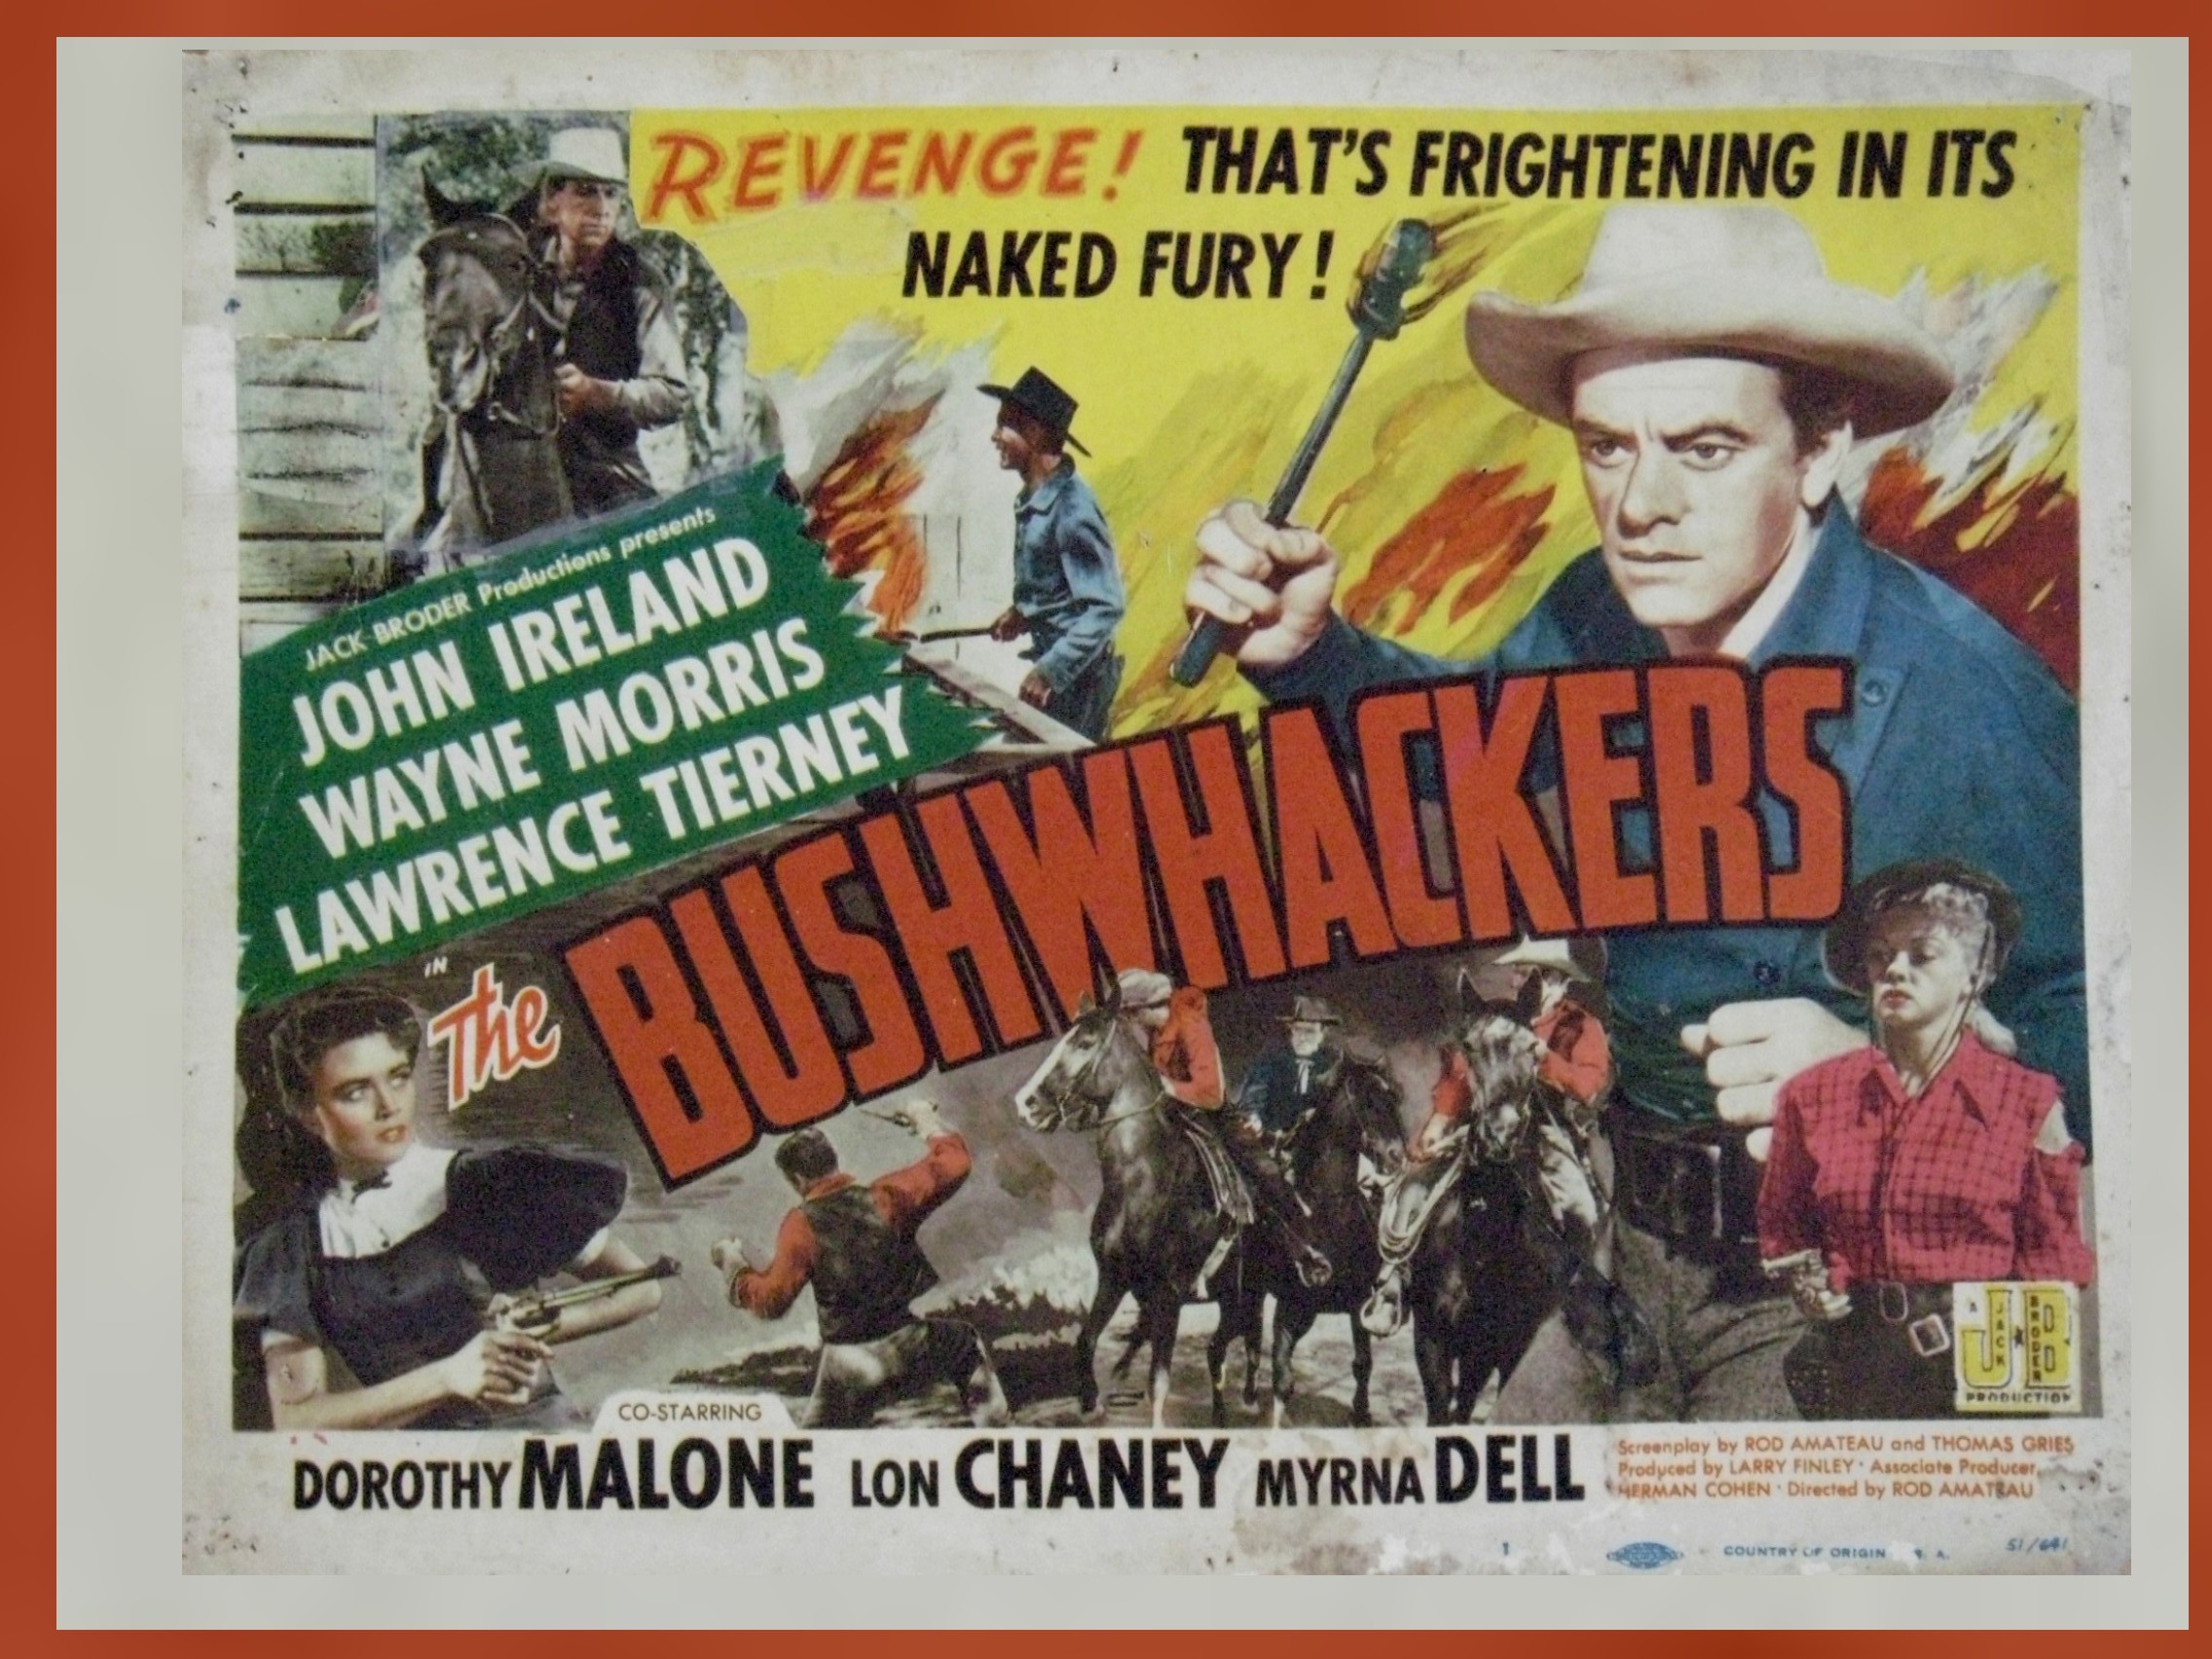 REVENGE! THAT'S FRIGHTENING IN ITS
NAKED FURY!
JACK BRODER Productions presents
JOHN IRELAND
WAYNE MORRIS
LAWRENCE TIERNEY
IN
The BUSHWHACKERS
A JACK BRODER
PRODUCTION
CO-STARRING
DOROTHY MALONE LON CHANEY MYRNA DELL
Screenplay by ROD AMATEAU and THOMAS GRIES
Produced by LARRY FINLEY · Associate Producer
HERMAN COHEN · Directed by ROD AMATEAU
1 COUNTRY OF ORIGIN S. A. 51/641